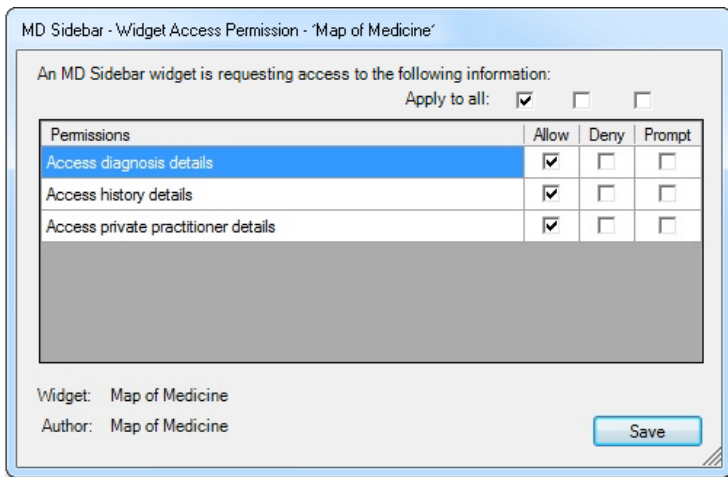 MD Sidebar - Widget Access Permission - 'Map of Medicine'
An MD Sidebar widget is requesting access to the following information:
Apply to all:
Permissions Allow Deny Prompt
Access diagnosis details
Access history details
Access private practitioner details
Widget: Map of Medicine
Author: Map of Medicine
Save